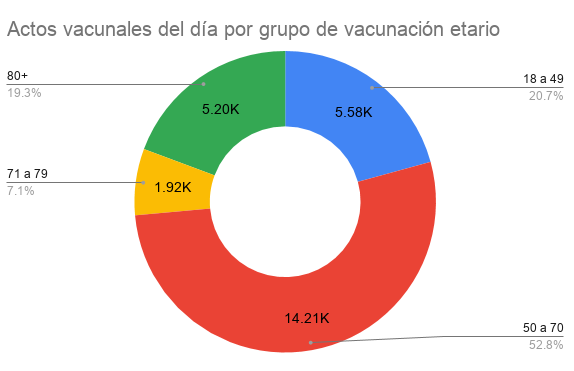 Actos vacunales del día por grupo de vacunación etario
80+
19.3%
18 a 49
20.7%
5.20K
5.58K
71 a 79
7.1%
1.92K
14.21K
50 a 70
52.8%